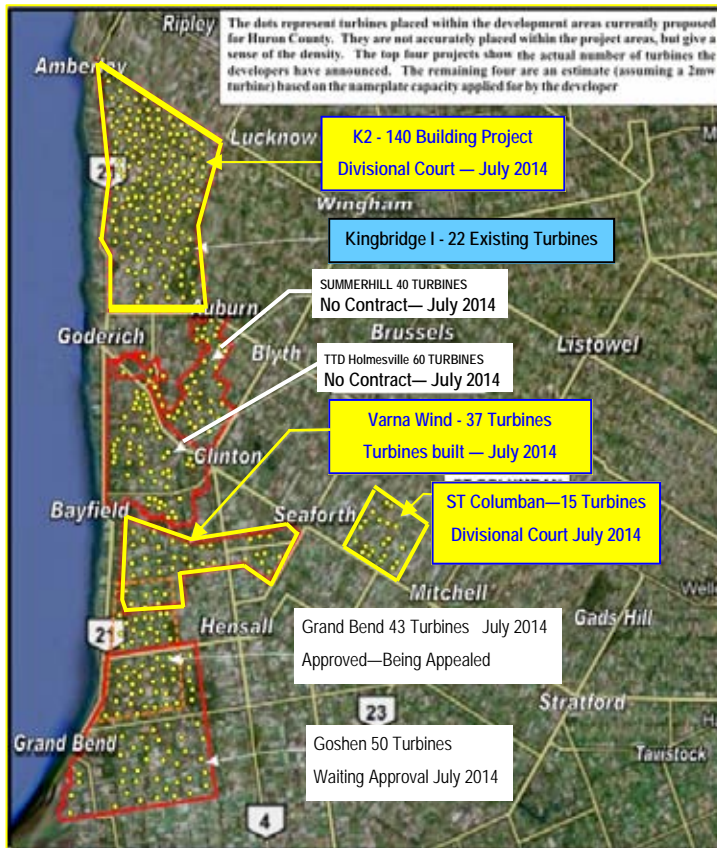 Ripley
The dots represent turbines placed within the development areas currently proposed
for Huron County. They are not accurately placed within the project areas, but give a
sense of the density. The top four projects show the actual number of turbines the
developers have announced. The remaining four are an estimate (assuming a 2mw
turbine) based on the nameplate capacity applied for by the developer
Amberley
Lucknow
K2 - 140 Building Project
Divisional Court — July 2014
Wingham
Kingbridge I - 22 Existing Turbines
SUMMERHILL 40 TURBINES
No Contract— July 2014
Auburn
Goderich
Brussels
Blyth
Listowel
TTD Holmesville 60 TURBINES
No Contract— July 2014
Varna Wind - 37 Turbines
Turbines built — July 2014
Clinton
Bayfield
Seaforth
ST Columban—15 Turbines
Divisional Court July 2014
Mitchell
Gads Hill
21
Hensall
Grand Bend 43 Turbines July 2014
Approved—Being Appealed
Stratford
23
Grand Bend
Goshen 50 Turbines
Waiting Approval July 2014
Tavistock
4